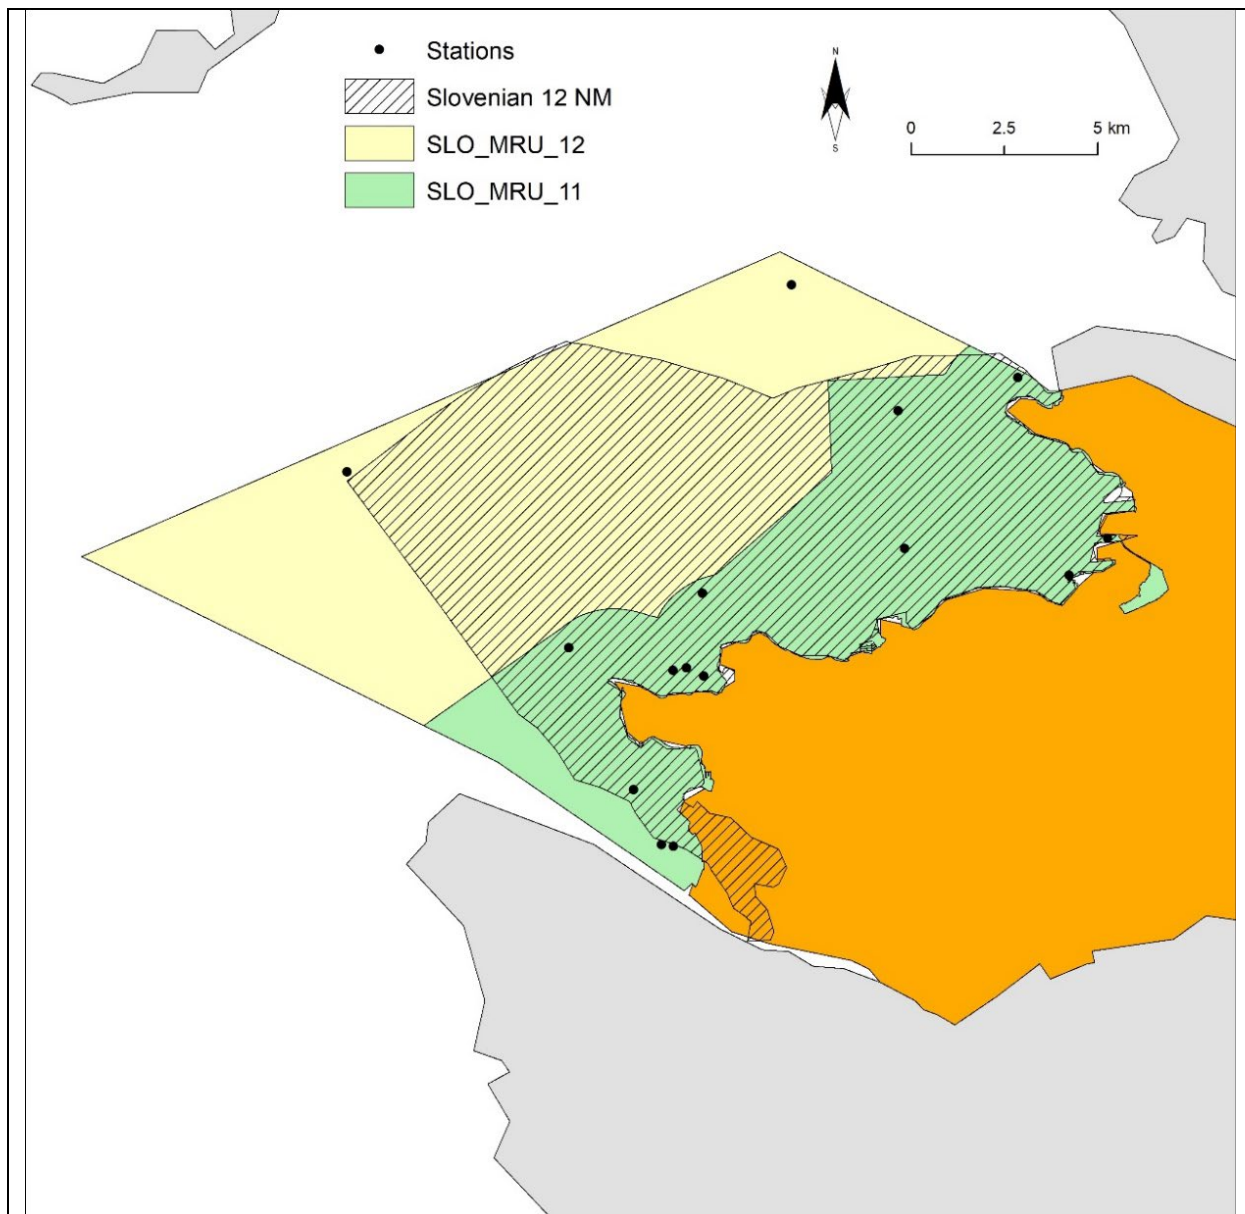 Stations
Slovenian 12 NM
SLO_MRU_12
SLO_MRU_11
N
S
0 2.5 5 km